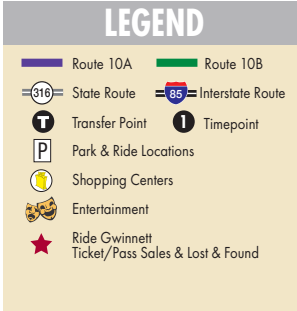 LEGEND
Route 10A Route 10B
316 State Route 85 Interstate Route
T Transfer Point 1 Timepoint
P Park & Ride Locations
Shopping Centers
Entertainment
Ride Gwinnett
Ticket/Pass Sales & Lost & Found